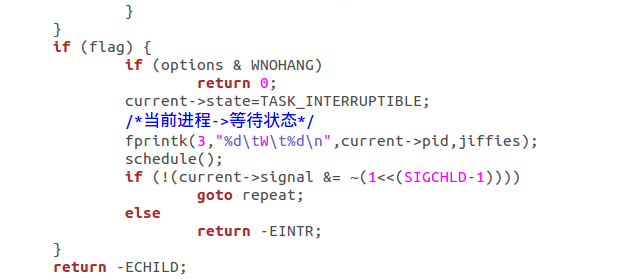 }
}
if (flag) {
if (options & WNOHANG)
return 0;
current->state=TASK_INTERRUPTIBLE;
/*当前进程->等待状态*/
fprintk(3,"%d\tW\t%d\n",current->pid,jiffies);
schedule();
if (!(current->signal &= ~(1<<(SIGCHLD-1))))
goto repeat;
else
return -EINTR;
}
return -ECHILD;